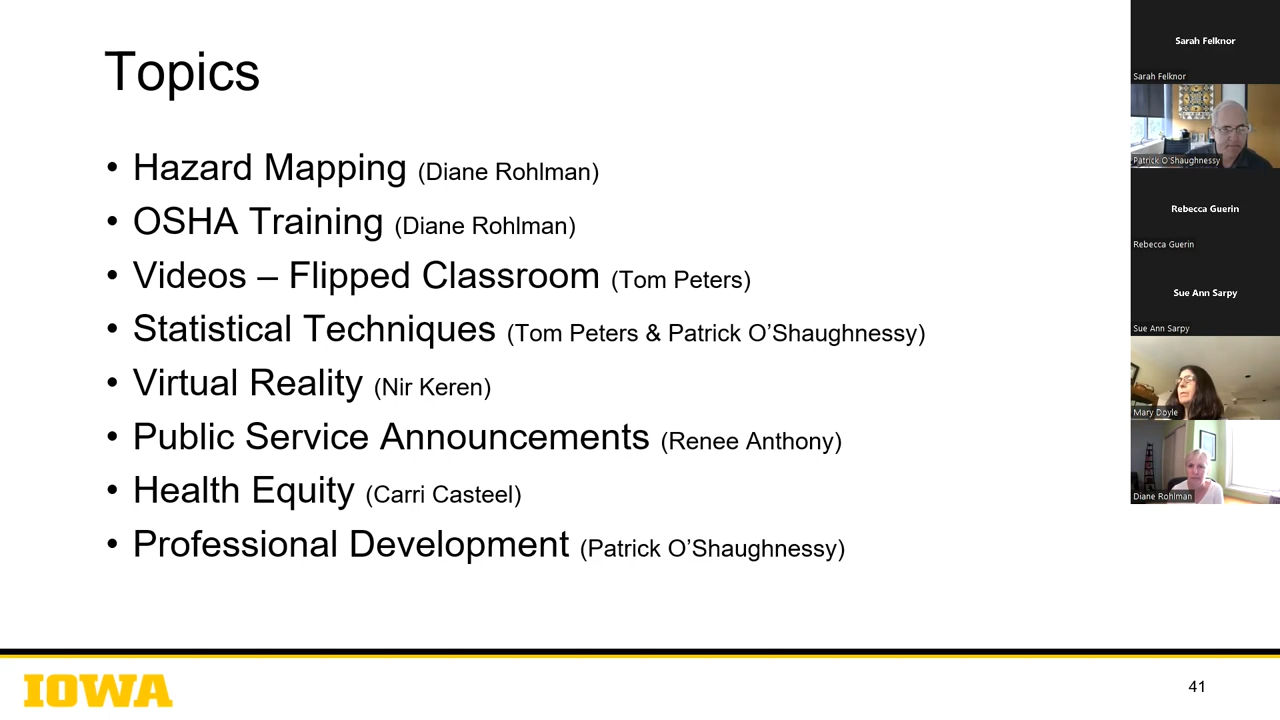 Topics
• Hazard Mapping (Diane Rohlman)
• OSHA Training (Diane Rohlman)
• Videos – Flipped Classroom (Tom Peters)
• Statistical Techniques (Tom Peters & Patrick O’Shaughnessy)
• Virtual Reality (Nir Keren)
• Public Service Announcements (Renee Anthony)
• Health Equity (Carri Casteel)
• Professional Development (Patrick O’Shaughnessy)
IOWA
41
Sarah Felknor
Sarah Felknor
Patrick O'Shaughnessy
Rebecca Guerin
Rebecca Guerin
Sue Ann Sarpy
Sue Ann Sarpy
Mary Doyle
Diane Rohlman